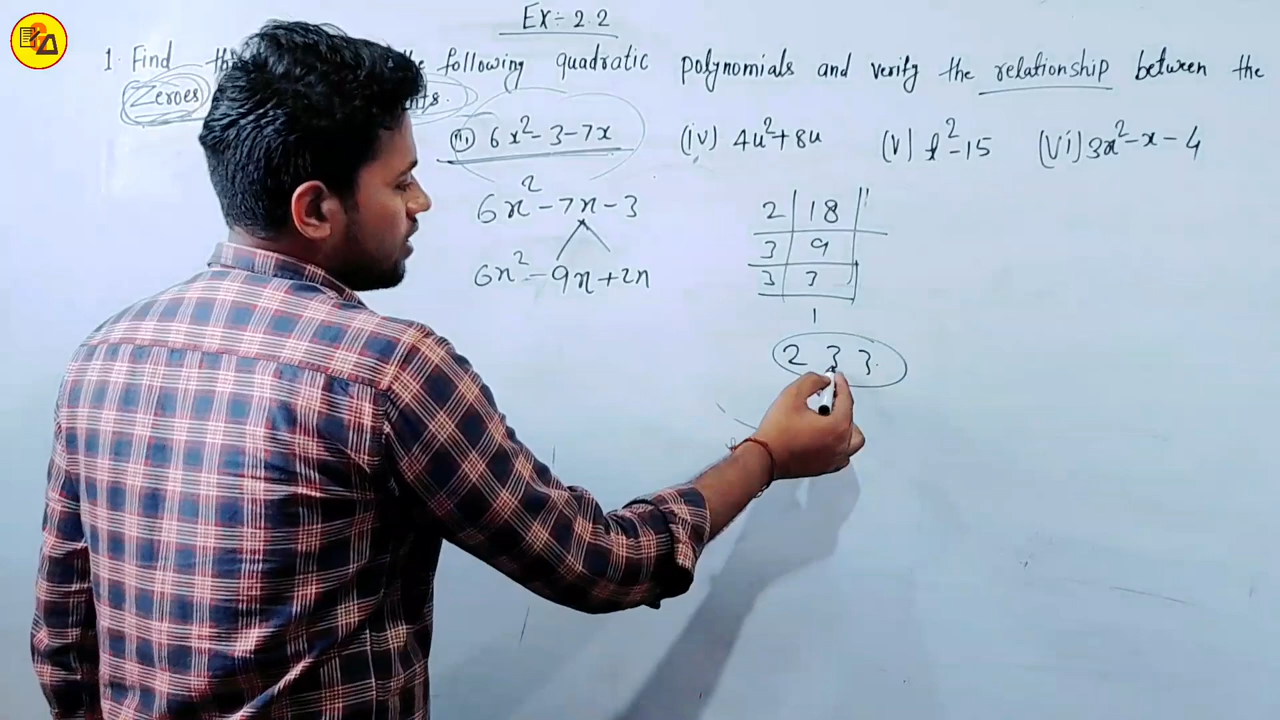 Ex:- 2.2
1. Find following quadratic polynomials and verify the relationship between the
Zeroes
(iii) 6x²-3-7x (iv) 4u²+8u (v) t²-15 (vi) 3x²-x-4
6x²-7x-3
6x²-9x+2x
2 | 18
3 | 9
3 | 3
1
2 3 3.